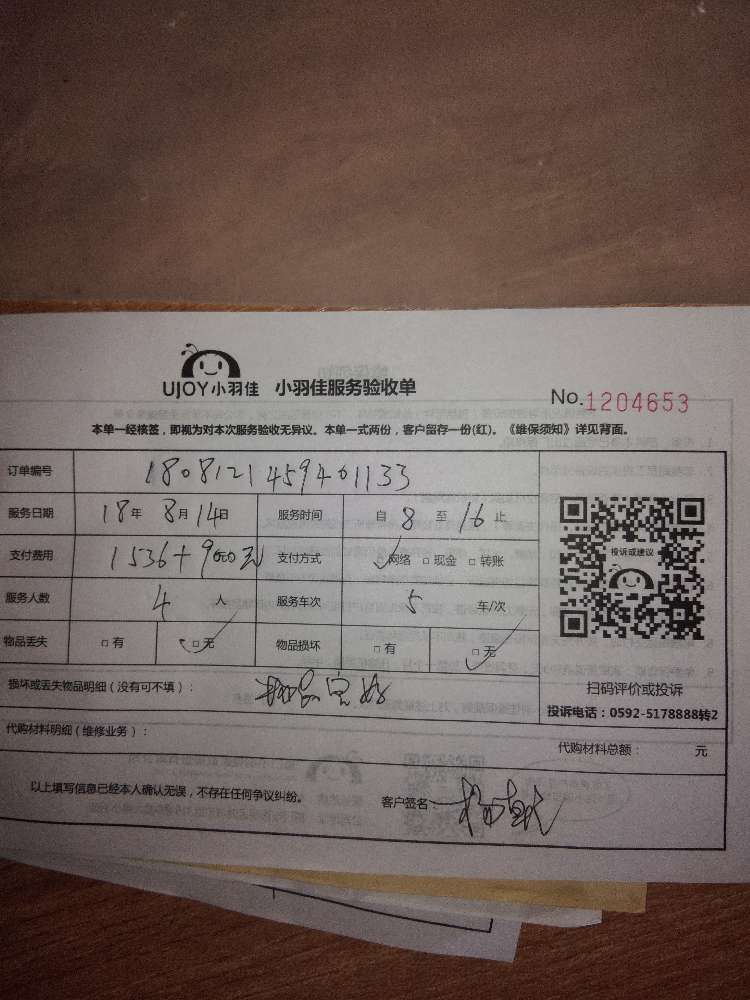 UJOY小羽佳 小羽佳服务验收单
No.1204653
本单一经核签，即视为对本次服务验收无异议。本单一式两份，客户留存一份(红)。《维保须知》详见背面。
订单编号 1808121459401133
服务日期 18年 8月14日 服务时间 自 8 至 16 止
支付费用 1536+900元 支付方式 ✓网络 □现金 □转账
服务人数 4 人 服务车次 5 车/次
物品丢失 □有 ✓□无 物品损坏 □有 ✓□无
投诉或建议
扫码评价或投诉
投诉电话：0592-5178888转2
损坏或丢失物品明细（没有可不填）： 物品完好
代购材料明细（维修业务）： 代购材料总额： 元
以上填写信息已经本人确认无误，不存在任何争议纠纷。 客户签名：